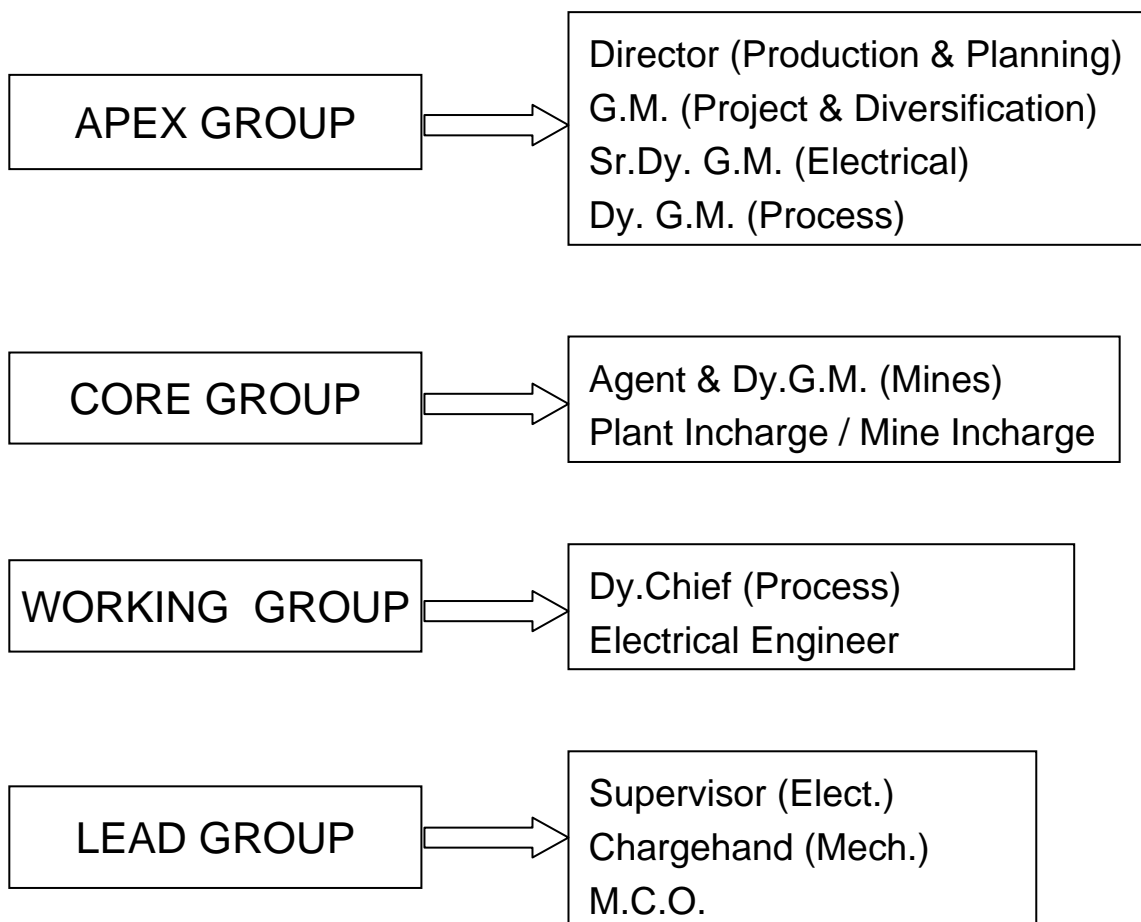 APEX GROUP
Director (Production & Planning)
G.M. (Project & Diversification)
Sr.Dy. G.M. (Electrical)
Dy. G.M. (Process)
CORE GROUP
Agent & Dy.G.M. (Mines)
Plant Incharge / Mine Incharge
WORKING GROUP
Dy.Chief (Process)
Electrical Engineer
LEAD GROUP
Supervisor (Elect.)
Chargehand (Mech.)
M.C.O.